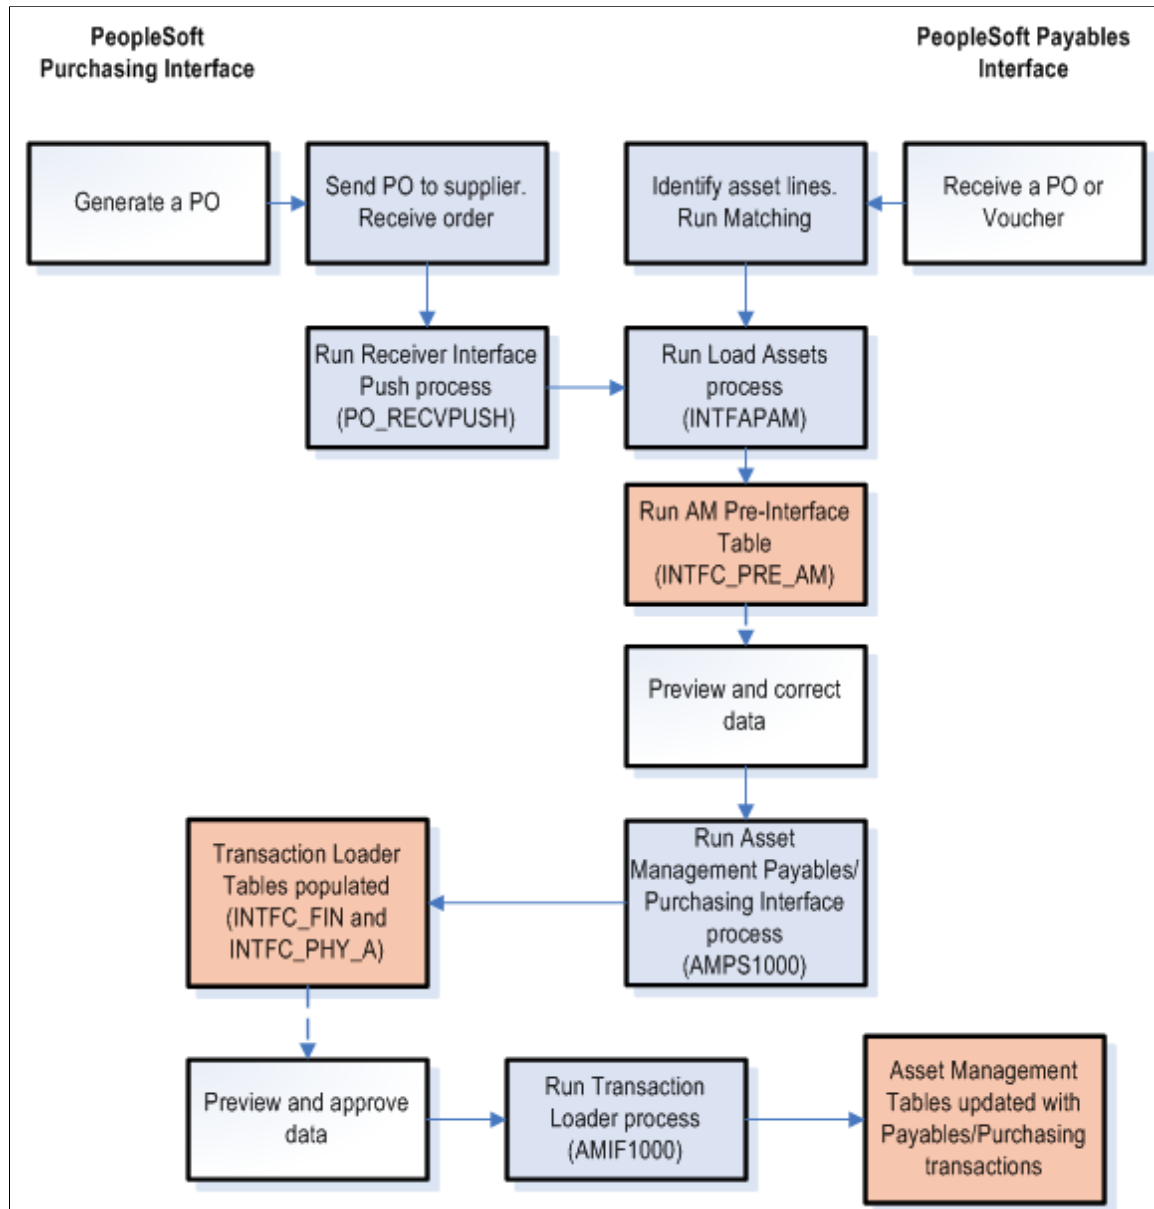 PeopleSoft
Purchasing Interface
PeopleSoft Payables
Interface
Generate a PO
Send PO to supplier.
Receive order
Identify asset lines.
Run Matching
Receive a PO or
Voucher
Run Receiver Interface
Push process
(PO_RECVPUSH)
Run Load Assets
process
(INTFAPAM)
Run AM Pre-Interface
Table
(INTFC_PRE_AM)
Preview and correct
data
Transaction Loader
Tables populated
(INTFC_FIN and
INTFC_PHY_A)
Run Asset
Management Payables/
Purchasing Interface
process
(AMPS1000)
Preview and approve
data
Run Transaction
Loader process
(AMIF1000)
Asset Management
Tables updated with
Payables/Purchasing
transactions